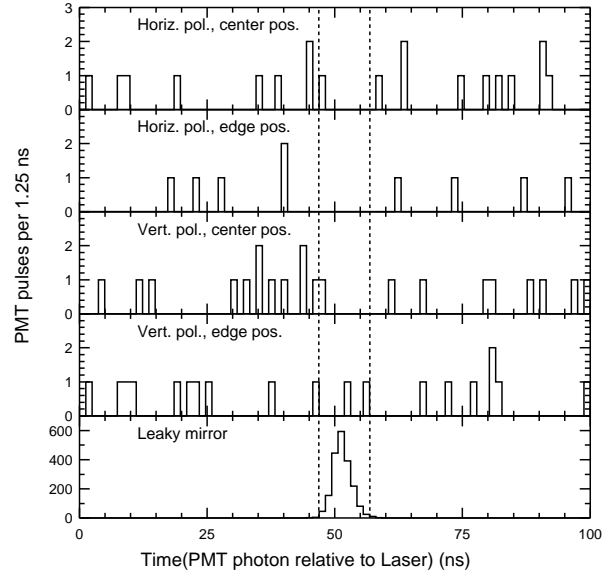 3
Horiz. pol., center pos.
2
1
0
Horiz. pol., edge pos.
2
1
0
Vert. pol., center pos.
2
1
0
Vert. pol., edge pos.
2
1
0
Leaky mirror
600
400
200
0
0 25 50 75 100
Time(PMT photon relative to Laser) (ns)
PMT pulses per 1.25 ns